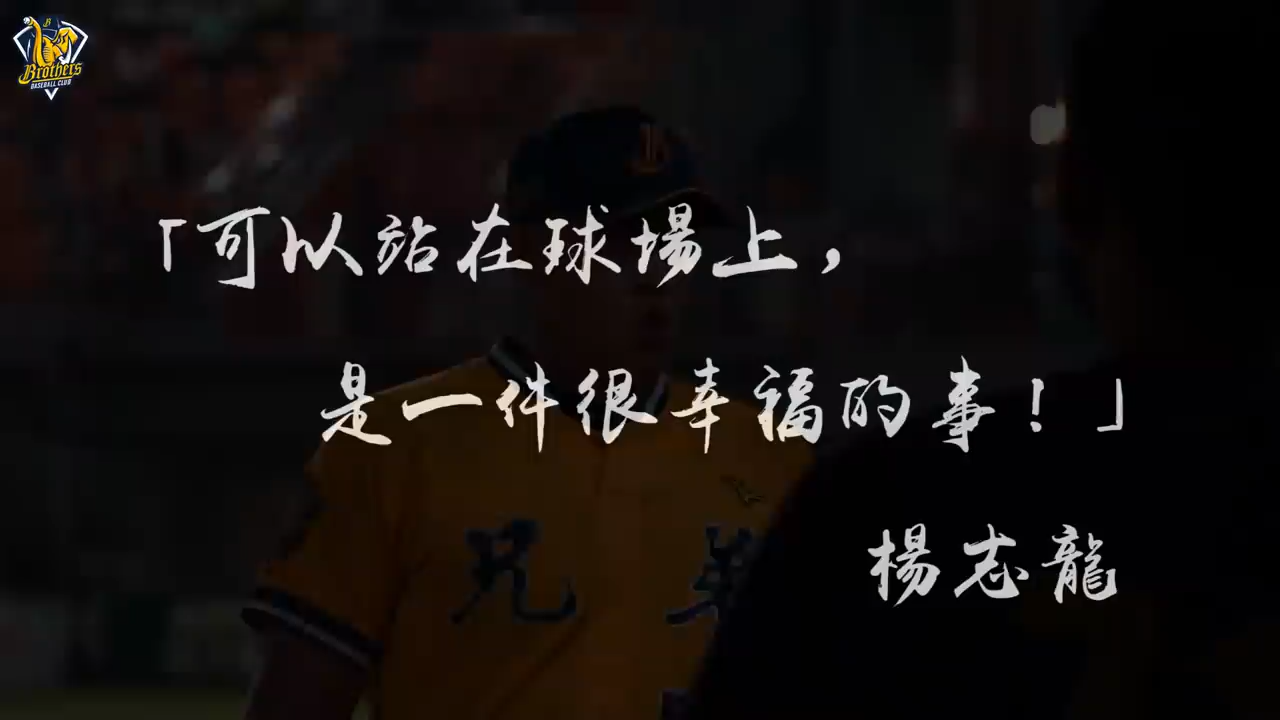 Brothers
BASEBALL CLUB
「可以站在球場上，
是一件很幸福的事！」
兄
楊志龍